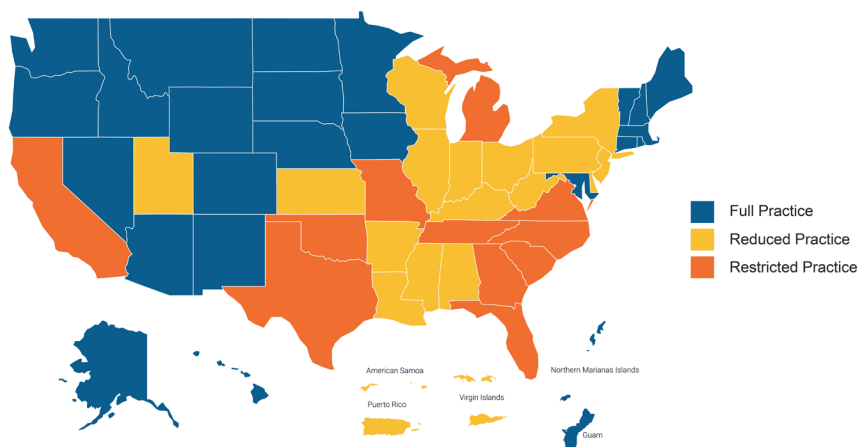 Full Practice
Reduced Practice
Restricted Practice
American Samoa
Northern Marianas Islands
Puerto Rico
Virgin Islands
Guam